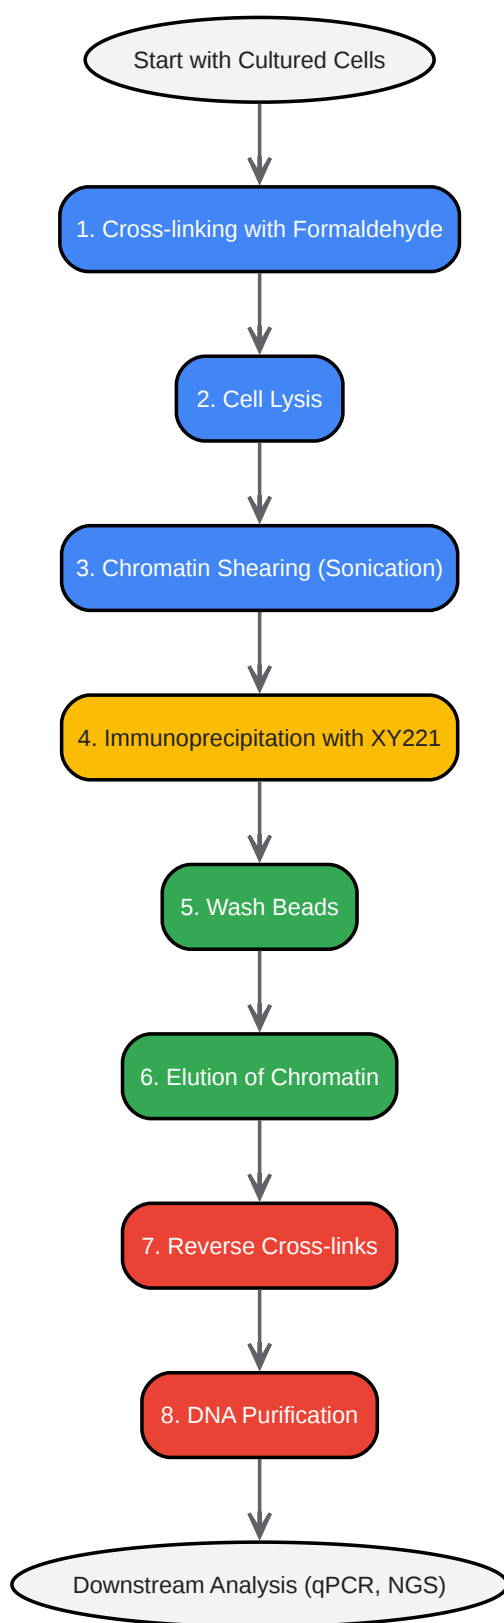 Start with Cultured Cells
1. Cross-linking with Formaldehyde
2. Cell Lysis
3. Chromatin Shearing (Sonication)
4. Immunoprecipitation with XY221
5. Wash Beads
6. Elution of Chromatin
7. Reverse Cross-links
8. DNA Purification
Downstream Analysis (qPCR, NGS)